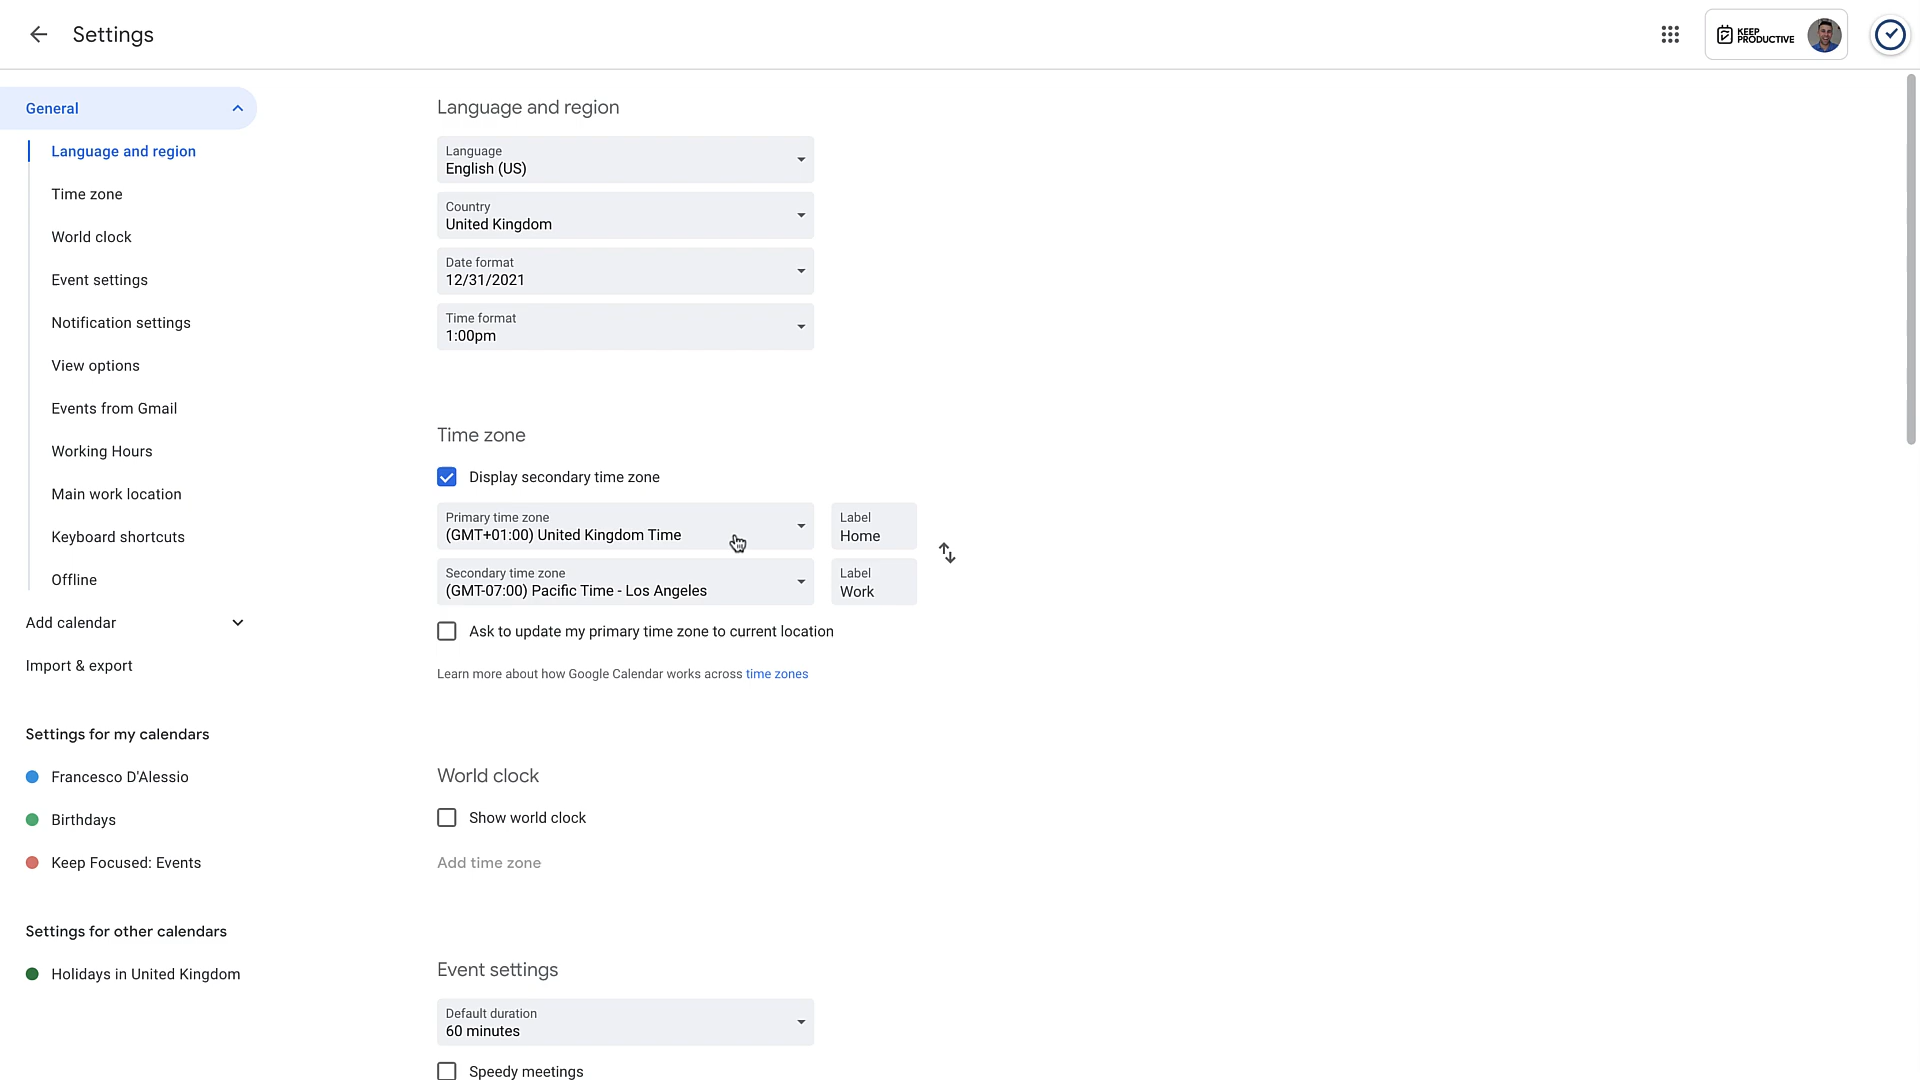 Settings
KEEP
PRODUCTIVE
General
Language and region
Time zone
World clock
Event settings
Notification settings
View options
Events from Gmail
Working Hours
Main work location
Keyboard shortcuts
Offline
Add calendar
Import & export
Settings for my calendars
Francesco D'Alessio
Birthdays
Keep Focused: Events
Settings for other calendars
Holidays in United Kingdom
Language and region
Language
English (US)
Country
United Kingdom
Date format
12/31/2021
Time format
1:00pm
Time zone
Display secondary time zone
Primary time zone
(GMT+01:00) United Kingdom Time
Label
Home
Secondary time zone
(GMT-07:00) Pacific Time - Los Angeles
Label
Work
Ask to update my primary time zone to current location
Learn more about how Google Calendar works across time zones
World clock
Show world clock
Add time zone
Event settings
Default duration
60 minutes
Speedy meetings